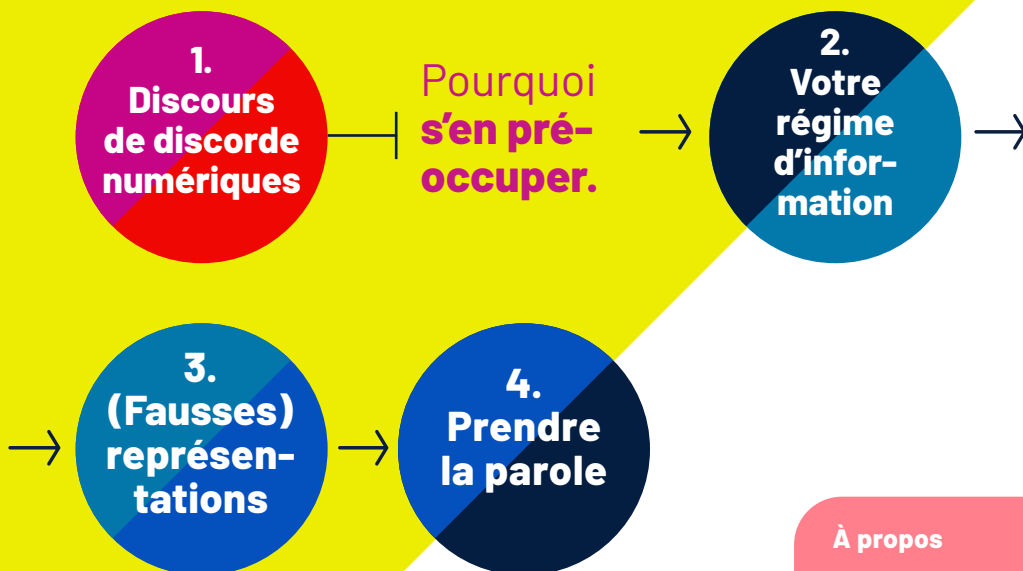 1.
Discours
de discorde
numériques
Pourquoi
s'en pré-
occuper.
2.
Votre
régime
d'infor-
mation
3.
(Fausses)
représen-
tations
4.
Prendre
la parole
À propos